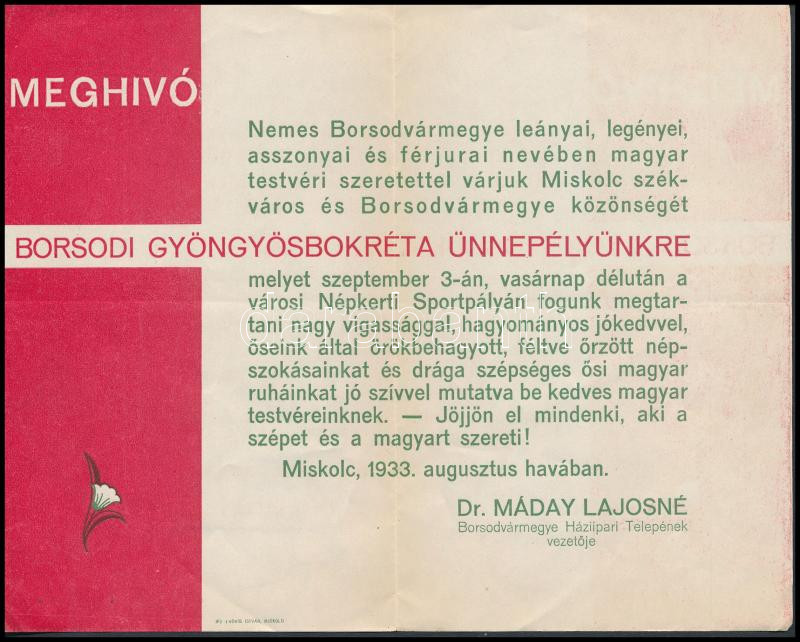 MEGHIVÓ
Nemes Borsodvármegye leányai, legényei,
asszonyai és férjurai nevében magyar
testvéri szeretettel várjuk Miskolc szék-
város és Borsodvármegye közönségét
BORSODI GYÖNGYÖSBOKRÉTA ÜNNEPÉLYÜNKRE
melyet szeptember 3-án, vasárnap délután a
városi Népkerti Sportpályán fogunk megtar-
tani nagy vigassággal, hagyományos jókedvvel,
őseink által örökbehagyott, féltve őrzött nép-
szokásainkat és drága szépséges ősi magyar
ruháinkat jó szívvel mutatva be kedves magyar
testvéreinknek. — Jöjjön el mindenki, aki a
szépet és a magyart szereti!
Miskolc, 1933. augusztus havában.
Dr. MÁDAY LAJOSNÉ
Borsodvármegye Háziipari Telepének
vezetője
ISTVÁN, MISKOLC